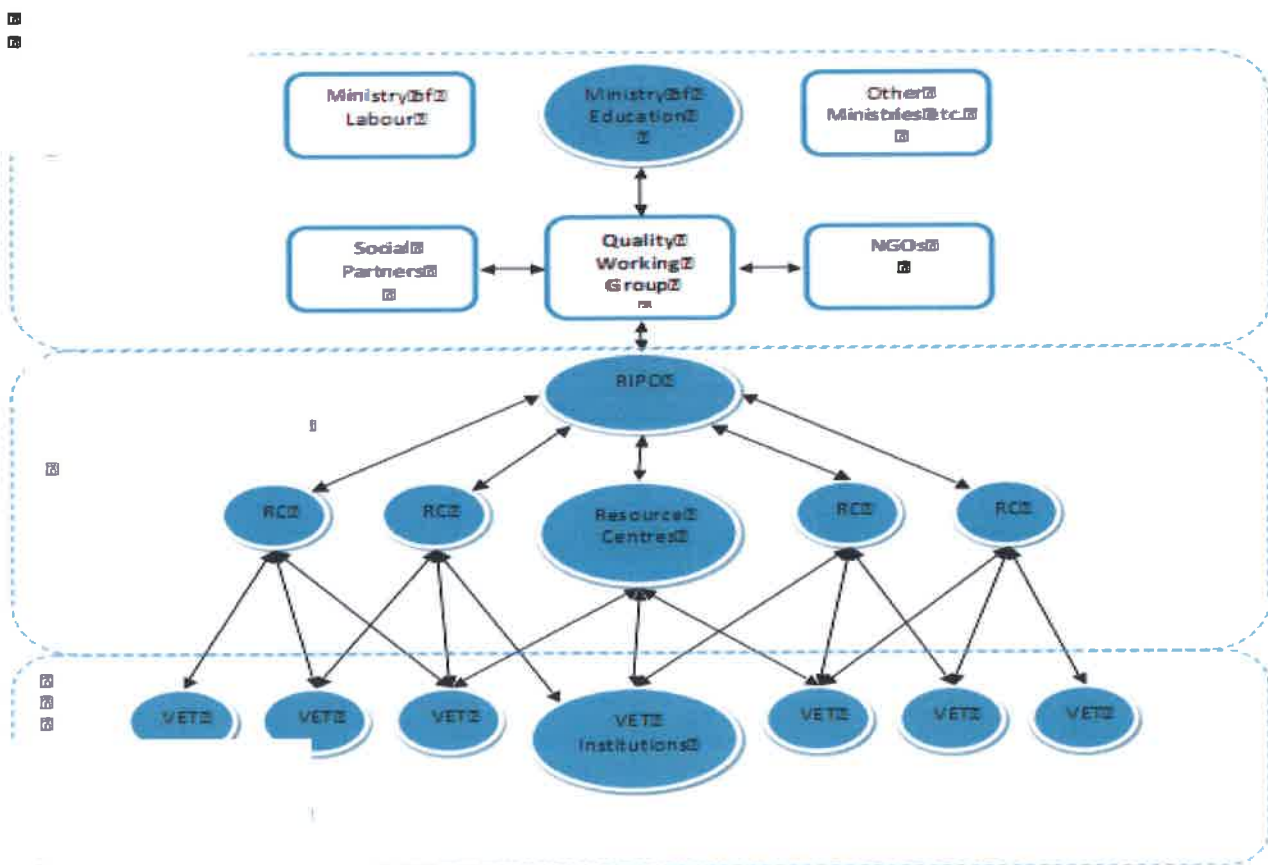 Ministry of
Labour
Ministry of
Education
Other
Ministries etc.
Social
Partners
Quality
Working
Group
NGOs
RIPO
RC
RC
Resource
Centres
RC
RC
VET
VET
VET
VET
Institutions
VET
VET
VET